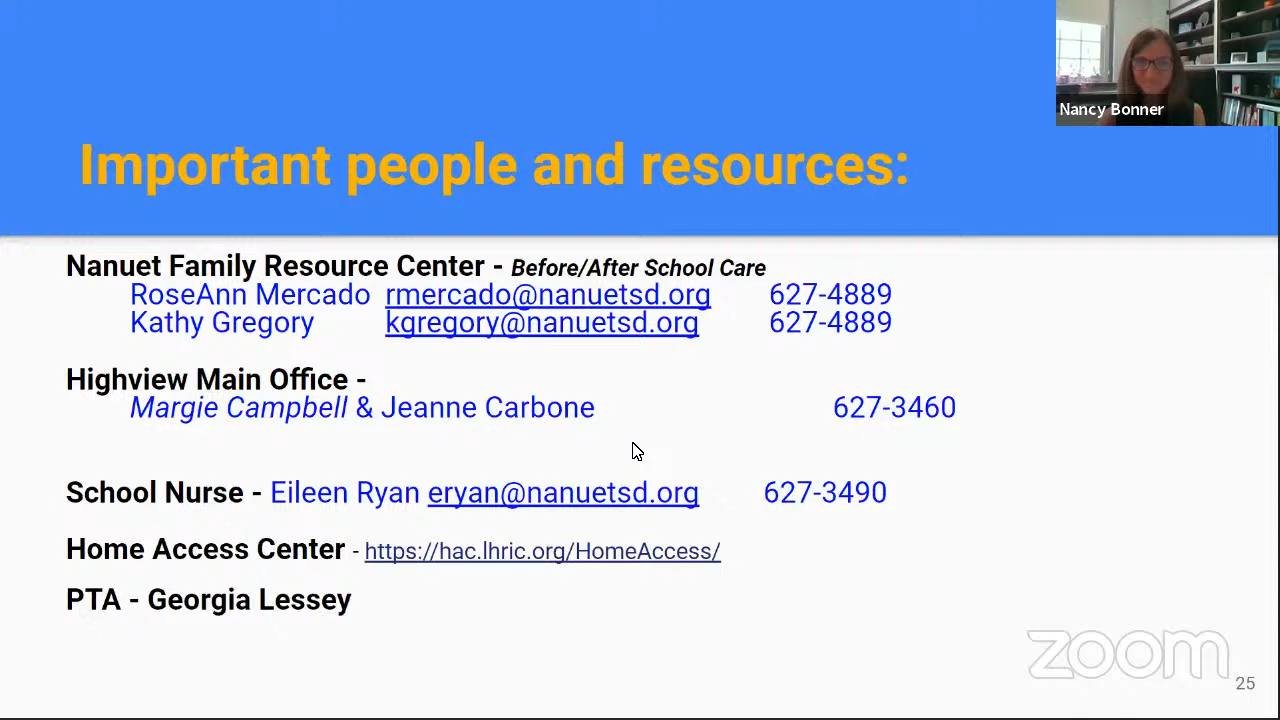 Nancy Bonner
Important people and resources:
Nanuet Family Resource Center - Before/After School Care
RoseAnn Mercado rmercado@nanuetsd.org 627-4889
Kathy Gregory kgregory@nanuetsd.org 627-4889
Highview Main Office -
Margie Campbell & Jeanne Carbone 627-3460
School Nurse - Eileen Ryan eryan@nanuetsd.org 627-3490
Home Access Center - https://hac.lhric.org/HomeAccess/
PTA - Georgia Lessey
zoom
25